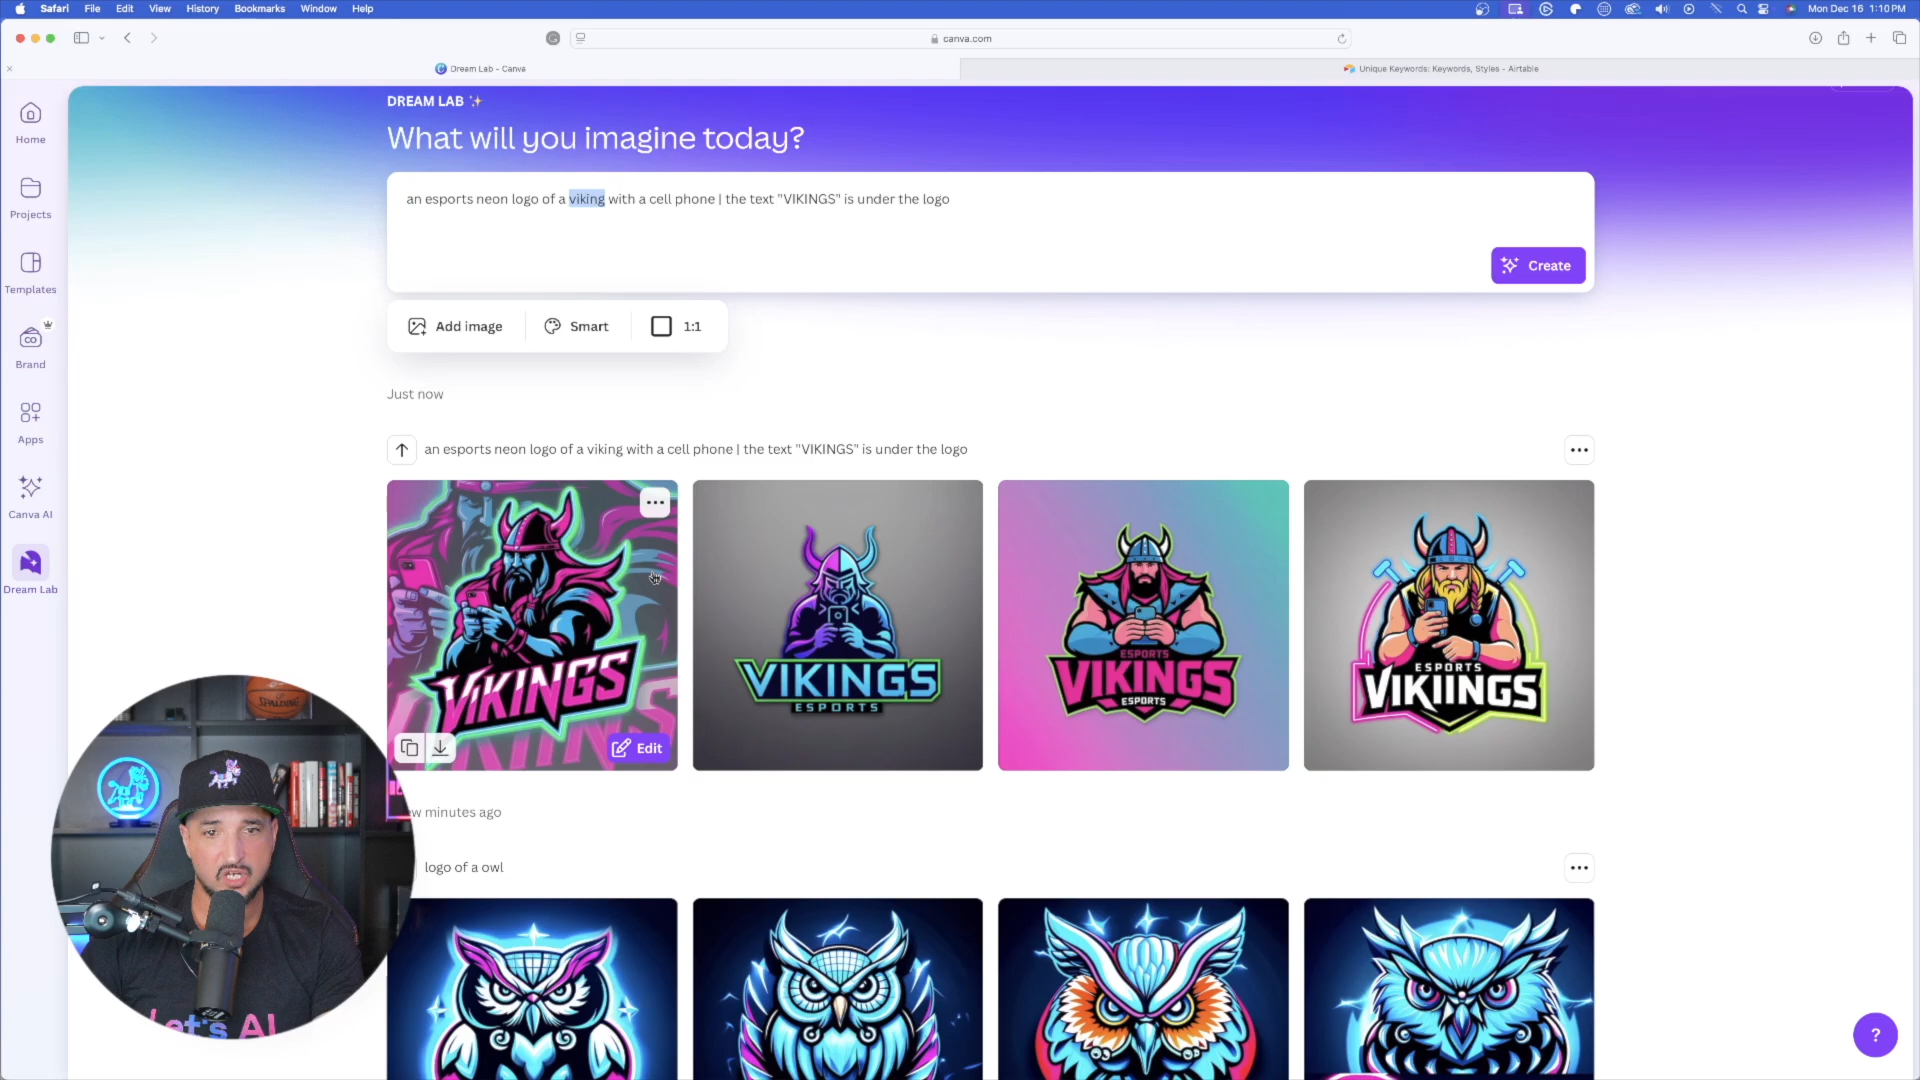 Safari File Edit View History Bookmarks Window Help
Mon Dec 16 1:10 PM
canva.com
Dream Lab - Canva
Unique Keywords: Keywords, Styles - Airtable
Home
Projects
Templates
Brand
Apps
Canva AI
Dream Lab
DREAM LAB
What will you imagine today?
an esports neon logo of a viking with a cell phone | the text "VIKINGS" is under the logo
Create
Add image
Smart
1:1
Just now
an esports neon logo of a viking with a cell phone | the text "VIKINGS" is under the logo
VIKINGS
Edit
VIKINGS
ESPORTS
ESPORTS
VIKINGS
ESPORTS
ESPORTS
VIKIINGS
minutes ago
logo of a owl
SPALDING
Let's AI
?